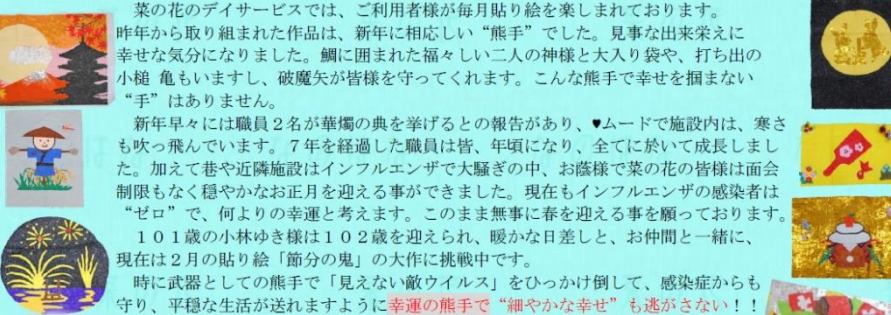 菜の花のデイサービスでは、ご利用者様が毎月貼り絵を楽しまれております。
昨年から取り組まれた作品は、新年に相応しい“熊手”でした。見事な出来栄えに
幸せな気分になりました。鯛に囲まれた福々しい二人の神様と大入り袋や、打ち出の
小槌 亀もいますし、破魔矢が皆様を守ってくれます。こんな熊手で幸せを掴まない
“手”はありません。
新年早々には職員２名が華燭の典を挙げるとの報告があり、♥ムードで施設内は、寒さ
も吹っ飛んでいます。７年を経過した職員は皆、年頃になり、全てに於いて成長しまし
た。加えて巷や近隣施設はインフルエンザで大騒ぎの中、お蔭様で菜の花の皆様は面会
制限もなく穏やかなお正月を迎える事ができました。現在もインフルエンザの感染者は
“ゼロ”で、何よりの幸運と考えます。このまま無事に春を迎える事を願っております。
１０１歳の小林ゆき様は１０２歳を迎えられ、暖かな日差しと、お仲間と一緒に、
現在は２月の貼り絵「節分の鬼」の大作に挑戦中です。
時に武器としての熊手で「見えない敵ウイルス」をひっかけ倒して、感染症からも
守り、平穏な生活が送れますように幸運の熊手で“細やかな幸せ”も逃がさない！！